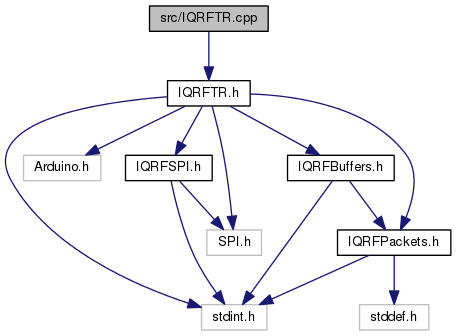 src/IQRFTR.cpp
IQRFTR.h
Arduino.h
IQRFSPI.h
IQRFBuffers.h
SPI.h
IQRFPackets.h
stdint.h
stddef.h